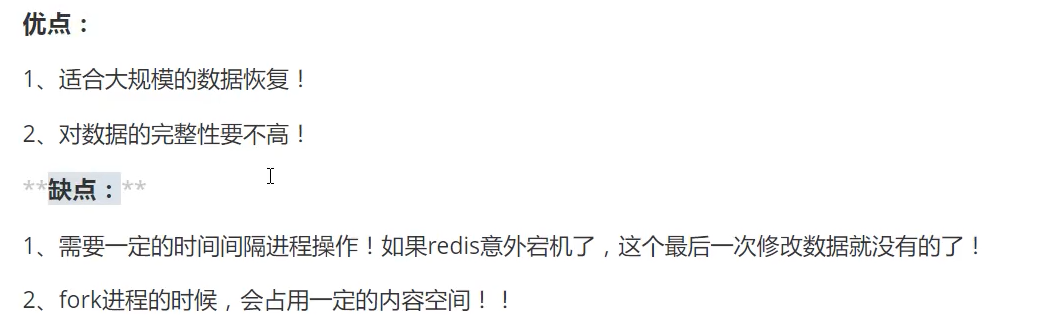 优点：
1、适合大规模的数据恢复！
2、对数据的完整性要不高！
**缺点：**
1、需要一定的时间间隔进程操作！如果redis意外宕机了，这个最后一次修改数据就没有的了！
2、fork进程的时候，会占用一定的内容空间！！